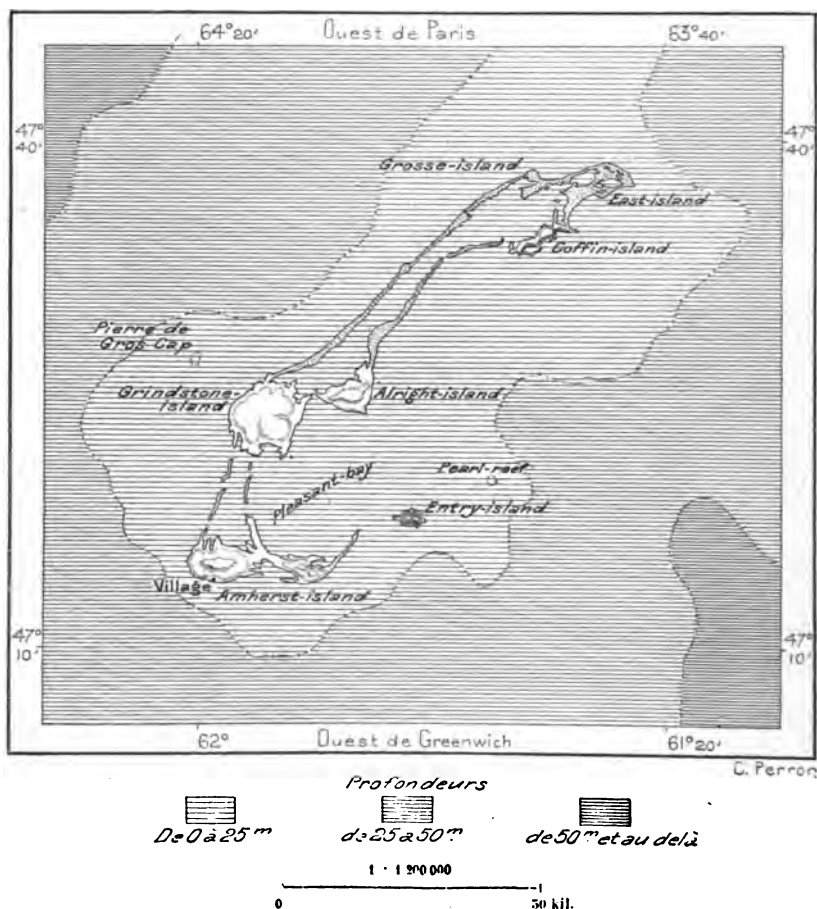 64° 20′ Ouest de Paris 63° 40′
47° 40′
47° 40′
Grosse-island
East-island
Coffin-island
Pierre de
Gros-Cap
Grindstone-
island
Alright-island
Pleasant-bay
Pearl-reef
Entry-island
Village
Amherst-island
47° 10′
47° 10′
62° Ouest de Greenwich 61° 20′
C. Perron
Profondeurs
De 0 à 25 m
de 25 à 50 m
de 50 m et au delà
1 : 1 200 000
0 50 kil.